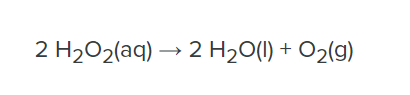 2 H₂O₂(aq) → 2 H₂O(l) + O₂(g)